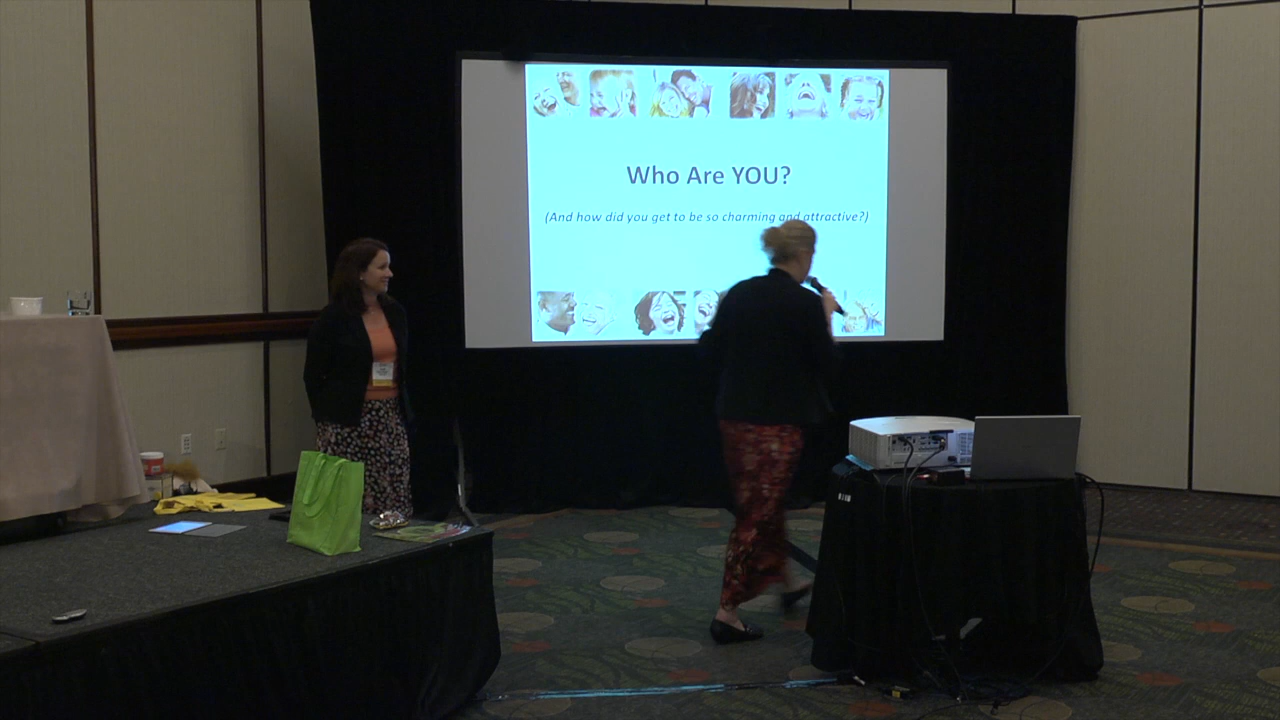 Who Are YOU?
(And how did you get to be so charming and attractive?)